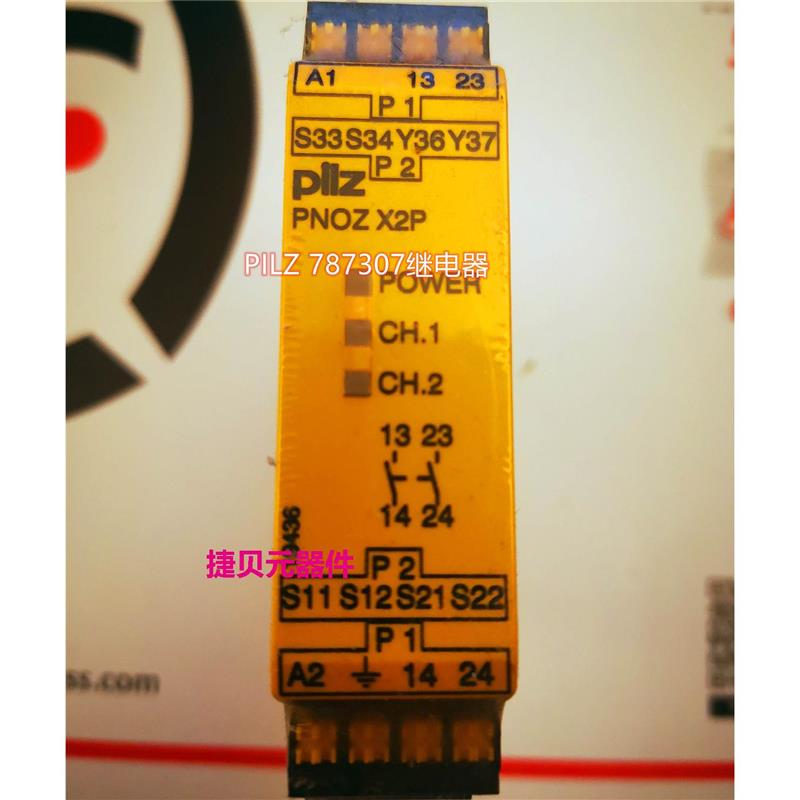 A1 13 23
P 1
S33 S34 Y36 Y37
P 2
pilz
PNOZ X2P
PILZ 787307继电器
POWER
CH.1
CH.2
13 23
14 24
捷贝元器件
P 2
S11 S12 S21 S22
P 1
A2 14 24
ss.com